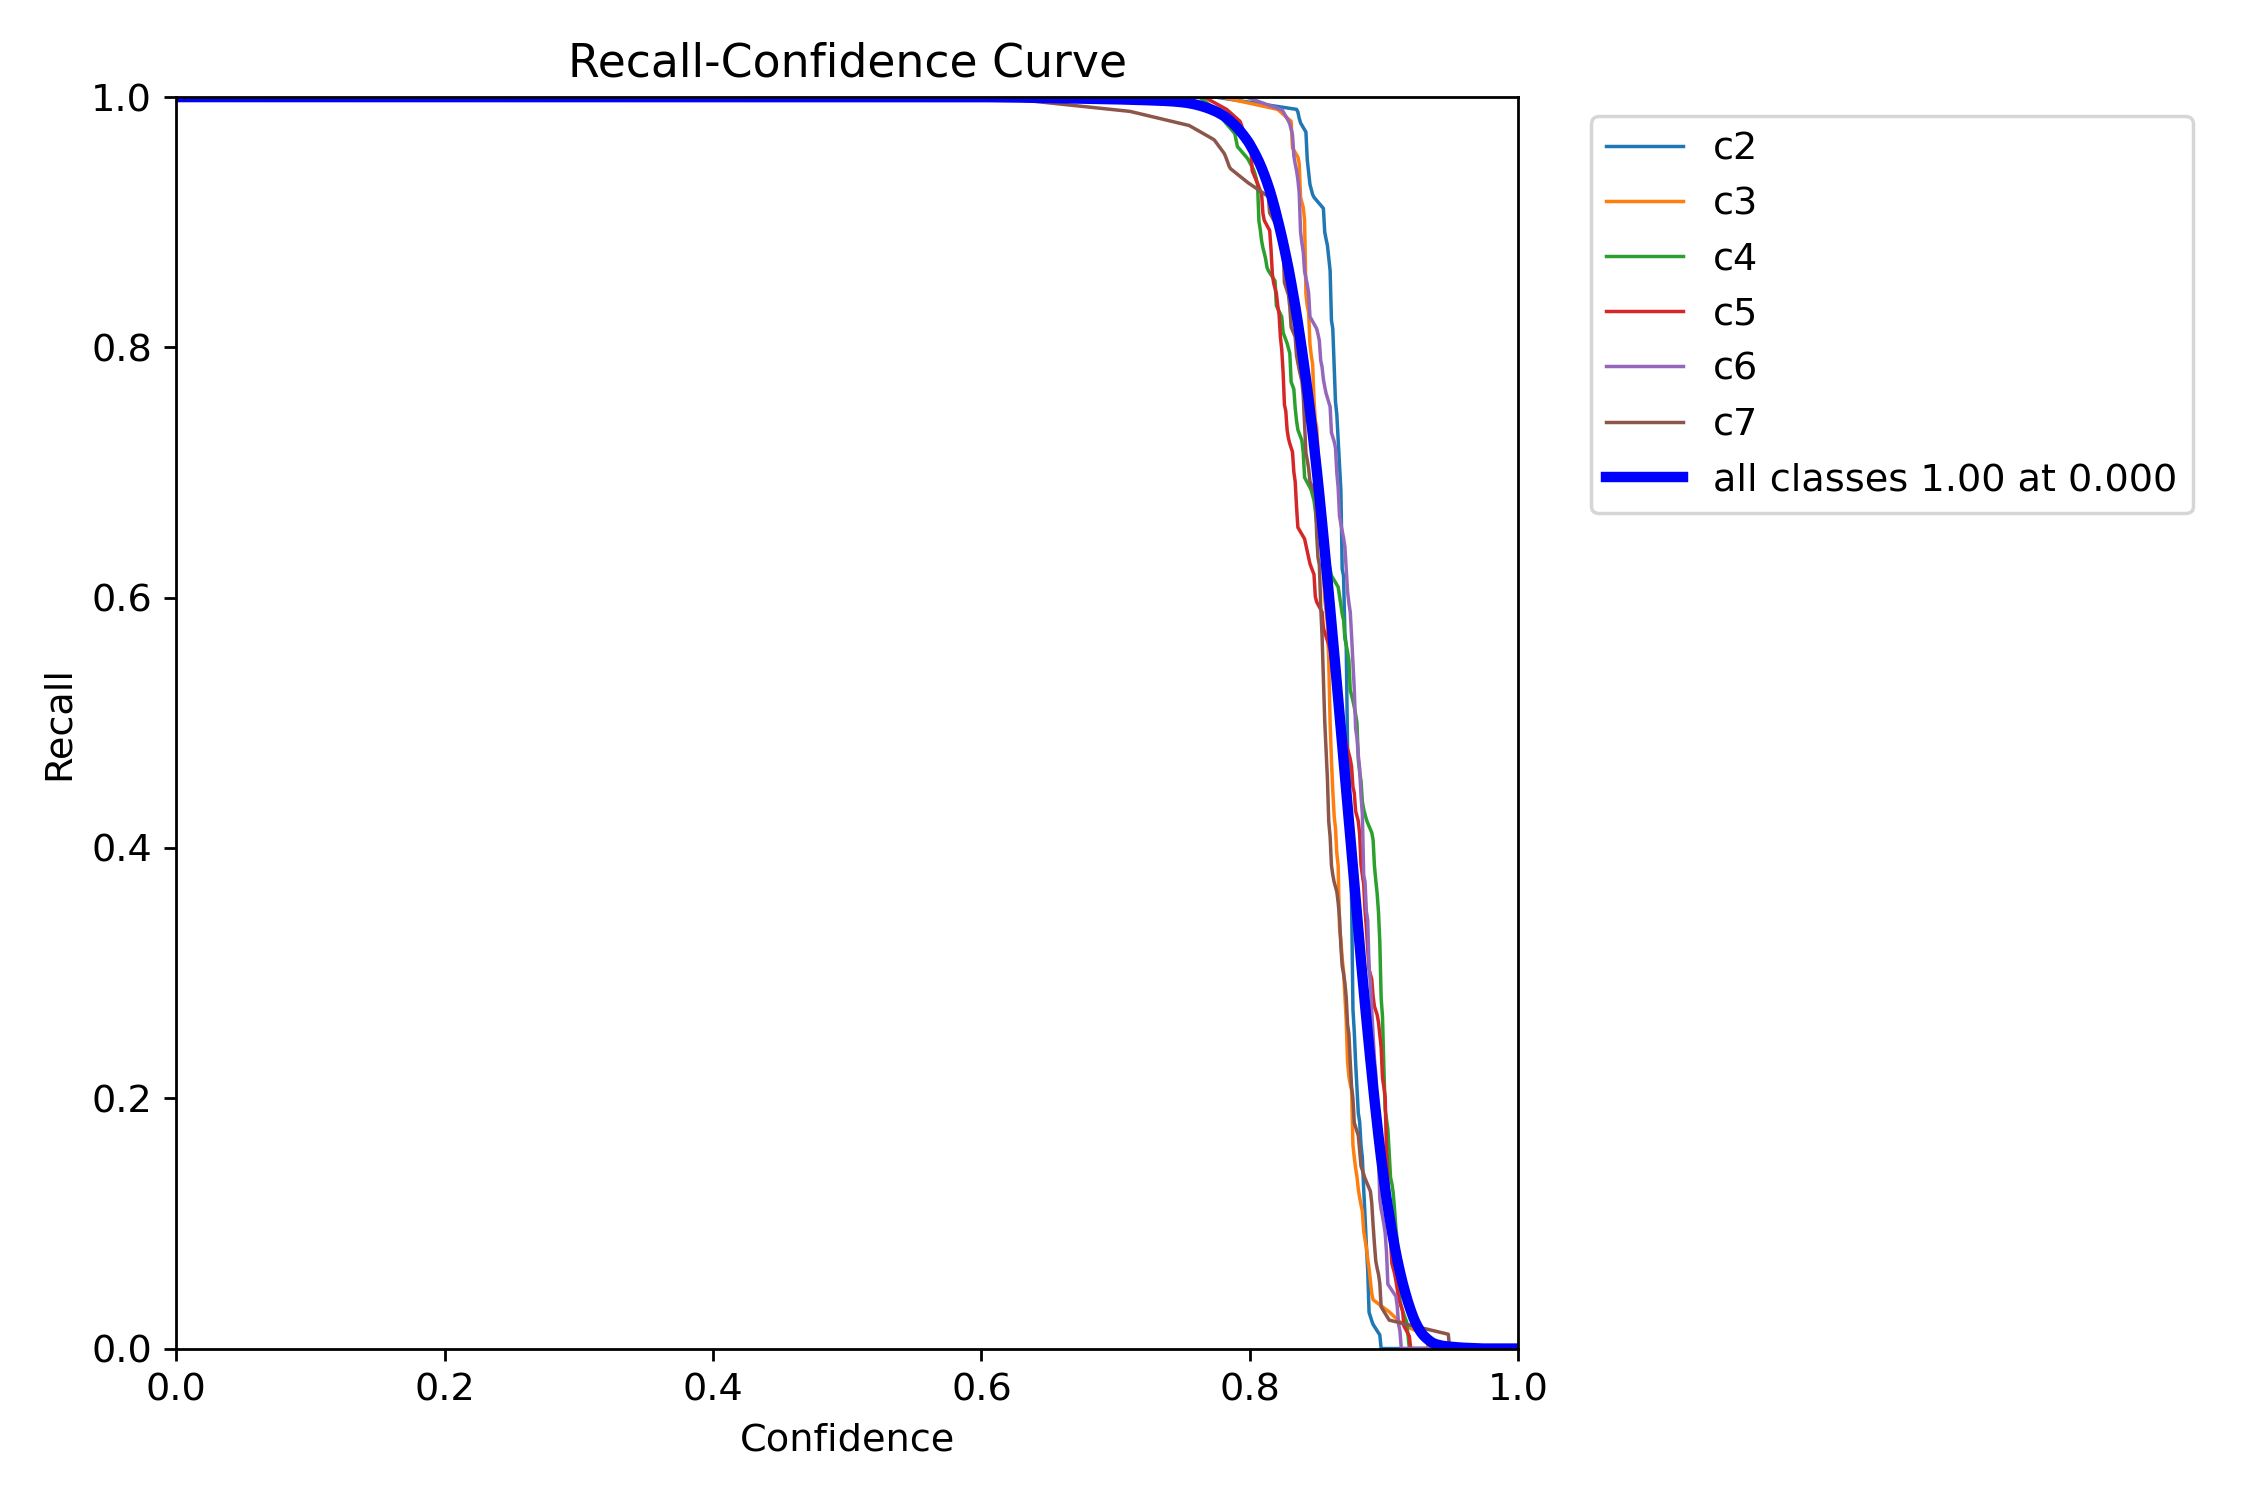 Recall-Confidence Curve
1.0
0.8
0.6
0.4
0.2
0.0
Recall
0.0 0.2 0.4 0.6 0.8 1.0
Confidence
c2
c3
c4
c5
c6
c7
all classes 1.00 at 0.000